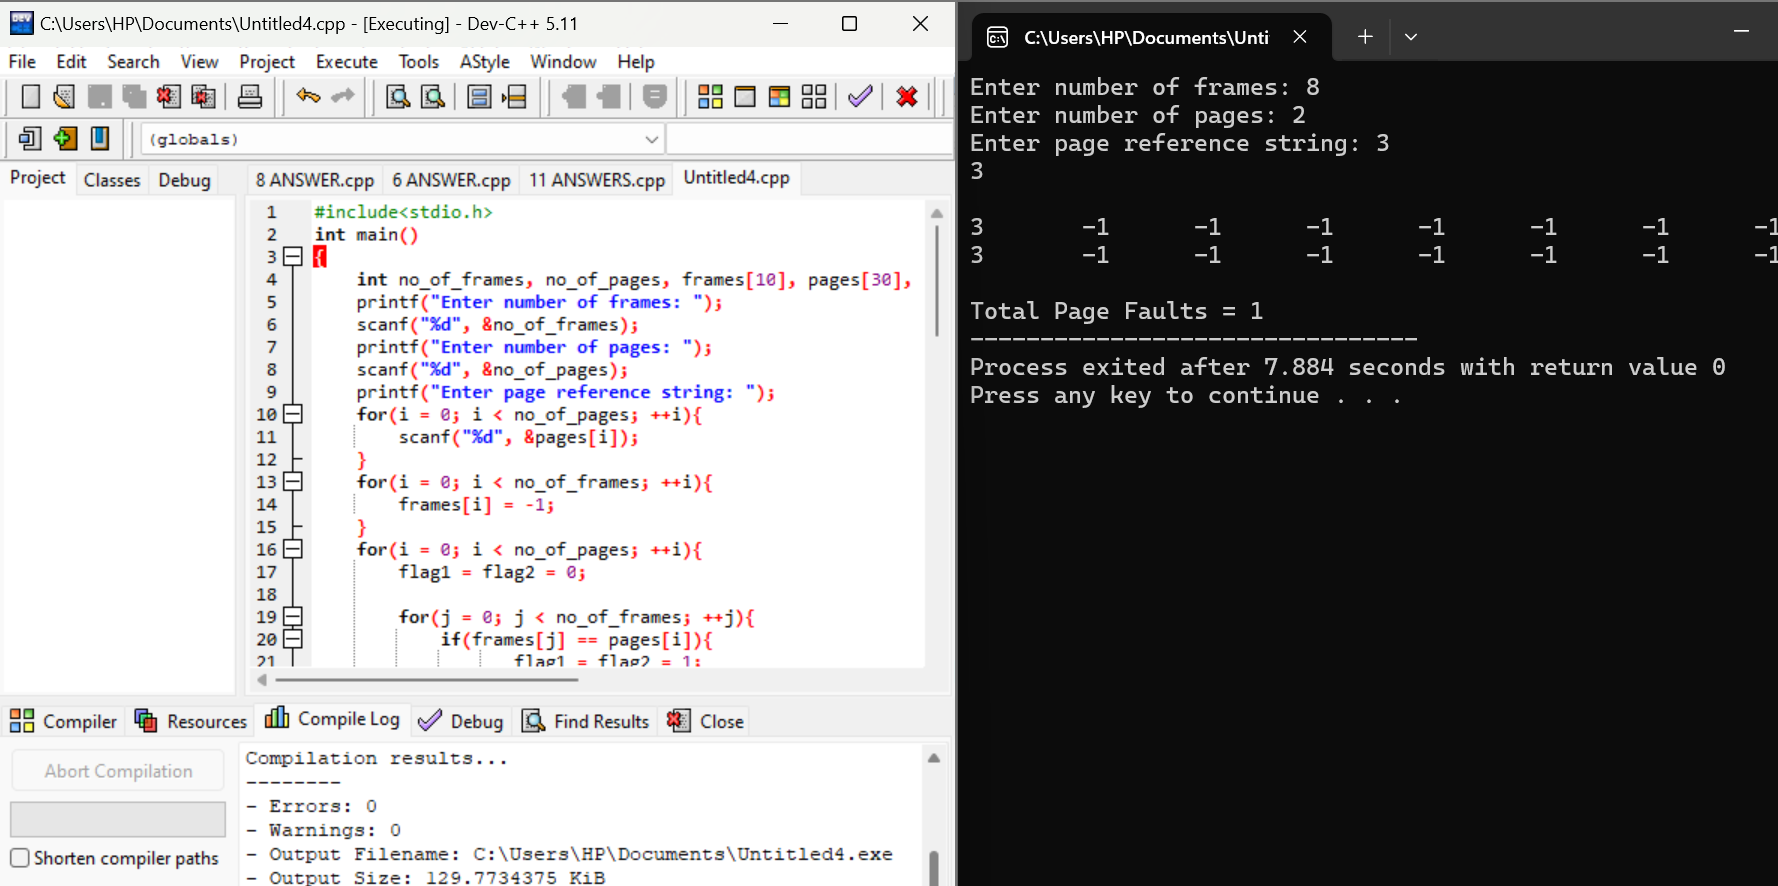 C:\Users\HP\Documents\Untitled4.cpp - [Executing] - Dev-C++ 5.11
File Edit Search View Project Execute Tools AStyle Window Help
(globals)
Project Classes Debug
8 ANSWER.cpp 6 ANSWER.cpp 11 ANSWERS.cpp Untitled4.cpp
1 #include<stdio.h>
2 int main()
3 {
4 int no_of_frames, no_of_pages, frames[10], pages[30],
5 printf("Enter number of frames: ");
6 scanf("%d", &no_of_frames);
7 printf("Enter number of pages: ");
8 scanf("%d", &no_of_pages);
9 printf("Enter page reference string: ");
10 for(i = 0; i < no_of_pages; ++i){
11 scanf("%d", &pages[i]);
12 }
13 for(i = 0; i < no_of_frames; ++i){
14 frames[i] = -1;
15 }
16 for(i = 0; i < no_of_pages; ++i){
17 flag1 = flag2 = 0;
18
19 for(j = 0; j < no_of_frames; ++j){
20 if(frames[j] == pages[i]){
21 flag1 = flag2 = 1;
Compiler Resources Compile Log Debug Find Results Close
Abort Compilation
Shorten compiler paths
Compilation results...
--------
- Errors: 0
- Warnings: 0
- Output Filename: C:\Users\HP\Documents\Untitled4.exe
- Output Size: 129.7734375 KiB
C:\Users\HP\Documents\Unti
Enter number of frames: 8
Enter number of pages: 2
Enter page reference string: 3
3
3 -1 -1 -1 -1 -1 -1 -1
3 -1 -1 -1 -1 -1 -1 -1
Total Page Faults = 1
--------------------------------
Process exited after 7.884 seconds with return value 0
Press any key to continue . . .